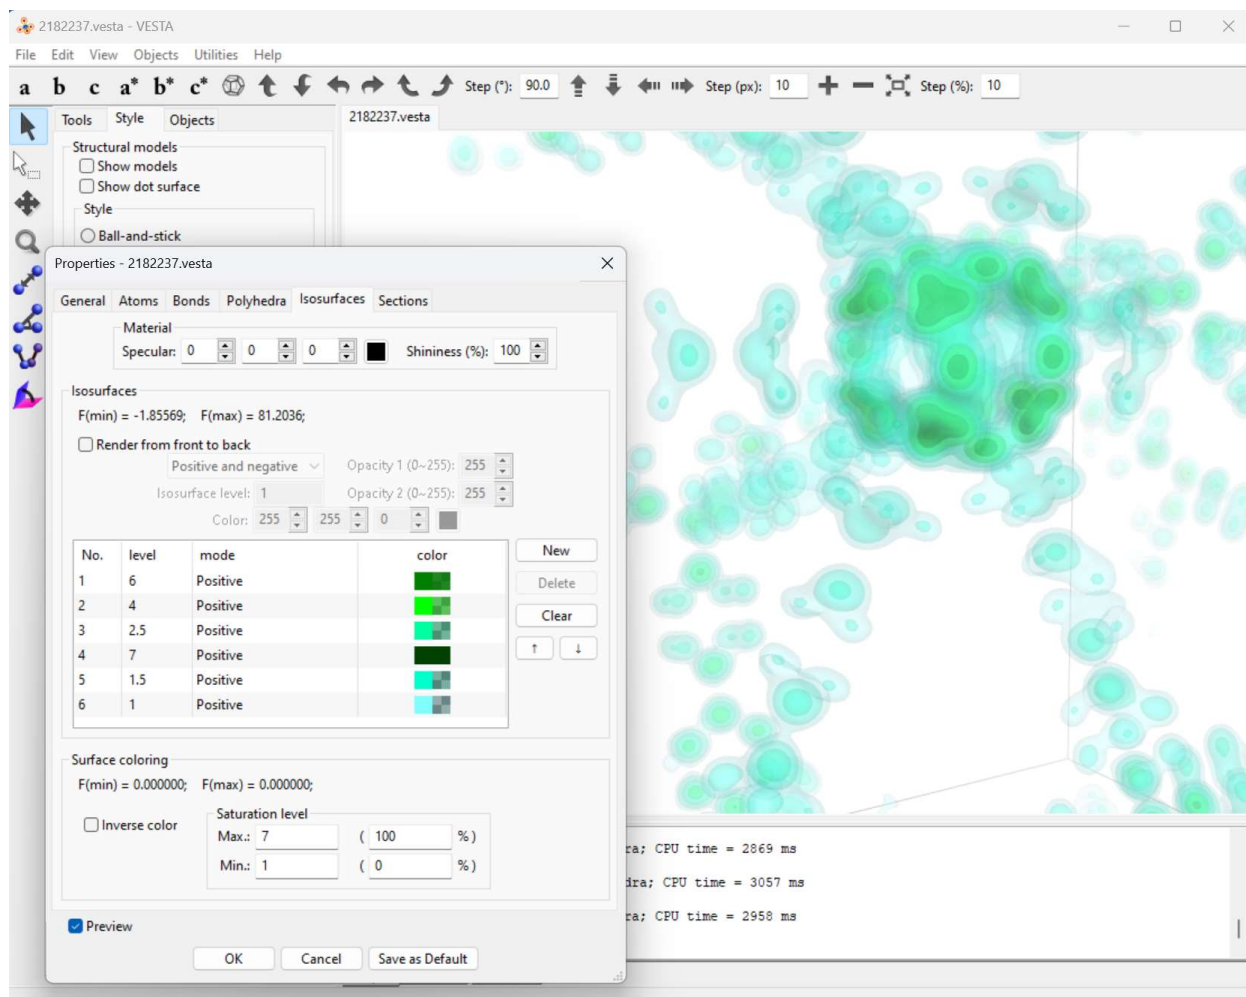 2182237.vesta - VESTA
File Edit View Objects Utilities Help
a b c a* b* c* Step (°): 90.0 Step (px): 10 Step (%): 10
Tools Style Objects
2182237.vesta
Structural models
Show models
Show dot surface
Style
Ball-and-stick
Properties - 2182237.vesta
General Atoms Bonds Polyhedra Isosurfaces Sections
Material
Specular: 0 0 0 Shininess (%): 100
Isosurfaces
F(min) = -1.85569; F(max) = 81.2036;
Render from front to back
Positive and negative Opacity 1 (0~255): 255
Isosurface level: 1 Opacity 2 (0~255): 255
Color: 255 255 0
No. level mode color
1 6 Positive
2 4 Positive
3 2.5 Positive
4 7 Positive
5 1.5 Positive
6 1 Positive
New
Delete
Clear
↑ ↓
Surface coloring
F(min) = 0.000000; F(max) = 0.000000;
Inverse color
Saturation level
Max.: 7 ( 100 %)
Min.: 1 ( 0 %)
Preview
OK Cancel Save as Default
ra; CPU time = 2869 ms
dra; CPU time = 3057 ms
ra; CPU time = 2958 ms